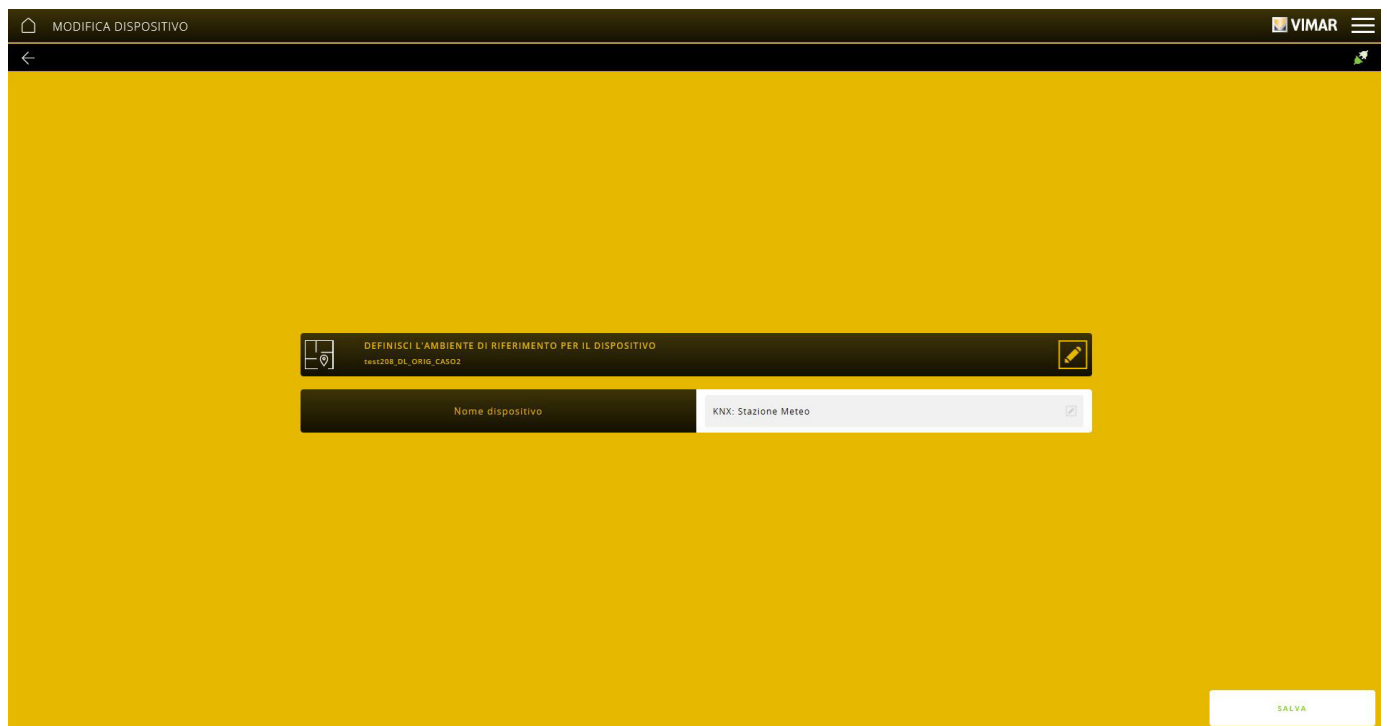 MODIFICA DISPOSITIVO
VIMAR
DEFINISCI L'AMBIENTE DI RIFERIMENTO PER IL DISPOSITIVO
test208_DL_ORIG_CASO2
Nome dispositivo
KNX: Stazione Meteo
SALVA